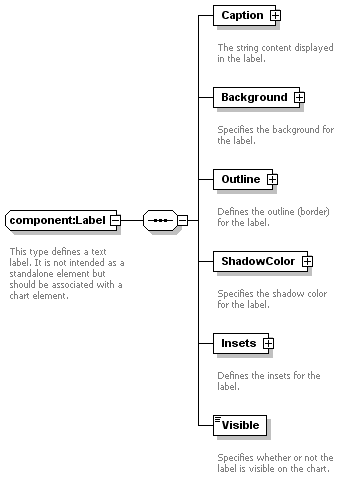 Caption
The string content displayed
in the label.
Background
Specifies the background for
the label.
Outline
Defines the outline (border)
for the label.
component:Label
This type defines a text
label. It is not intended as a
standalone element but
should be associated with a
chart element.
ShadowColor
Specifies the shadow color
for the label.
Insets
Defines the insets for the
label.
Visible
Specifies whether or not the
label is visible on the chart.